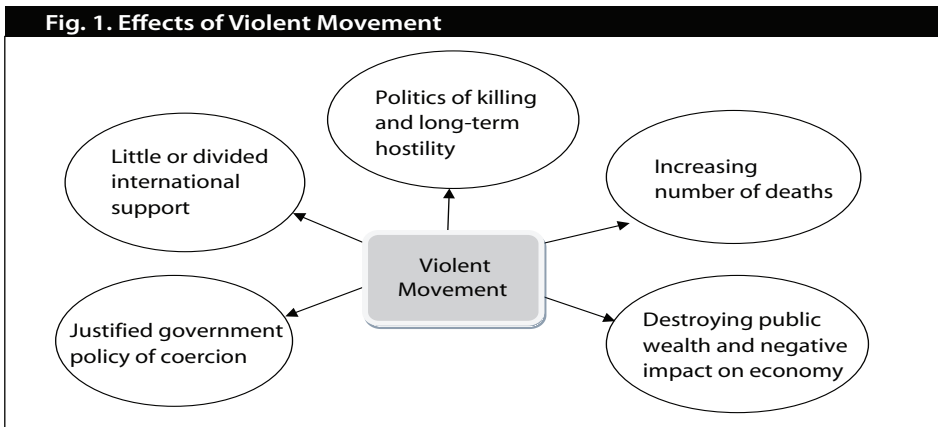 Fig. 1. Effects of Violent Movement
Politics of killing
and long-term
hostility
Little or divided
international
support
Increasing
number of deaths
Violent
Movement
Justified government
policy of coercion
Destroying public
wealth and negative
impact on economy